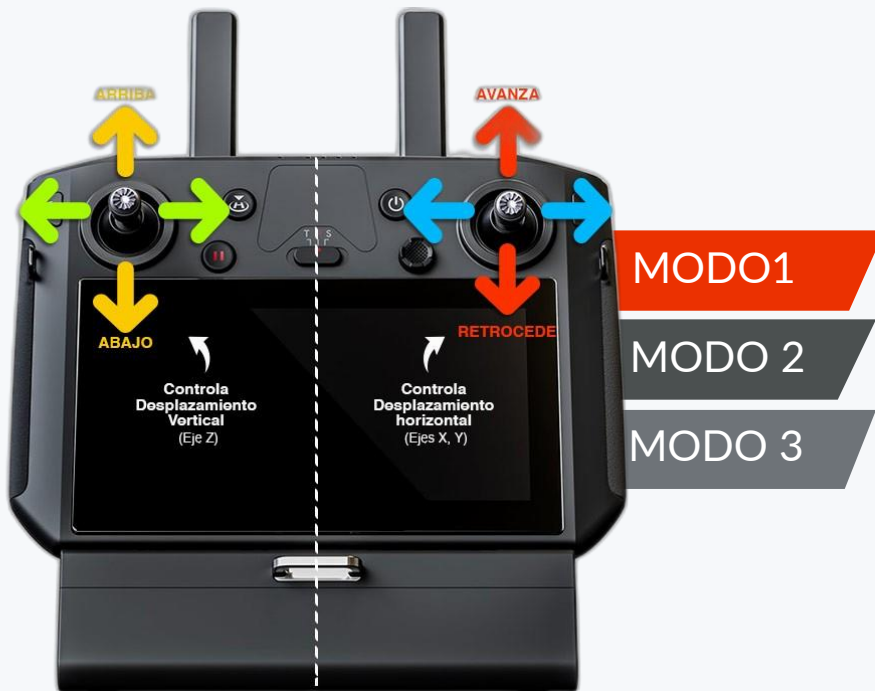 ARRIBA
AVANZA
T S
ABAJO
RETROCEDE
Controla
Desplazamiento
Vertical
(Eje Z)
Controla
Desplazamiento
horizontal
(Ejes X, Y)
MODO1
MODO 2
MODO 3